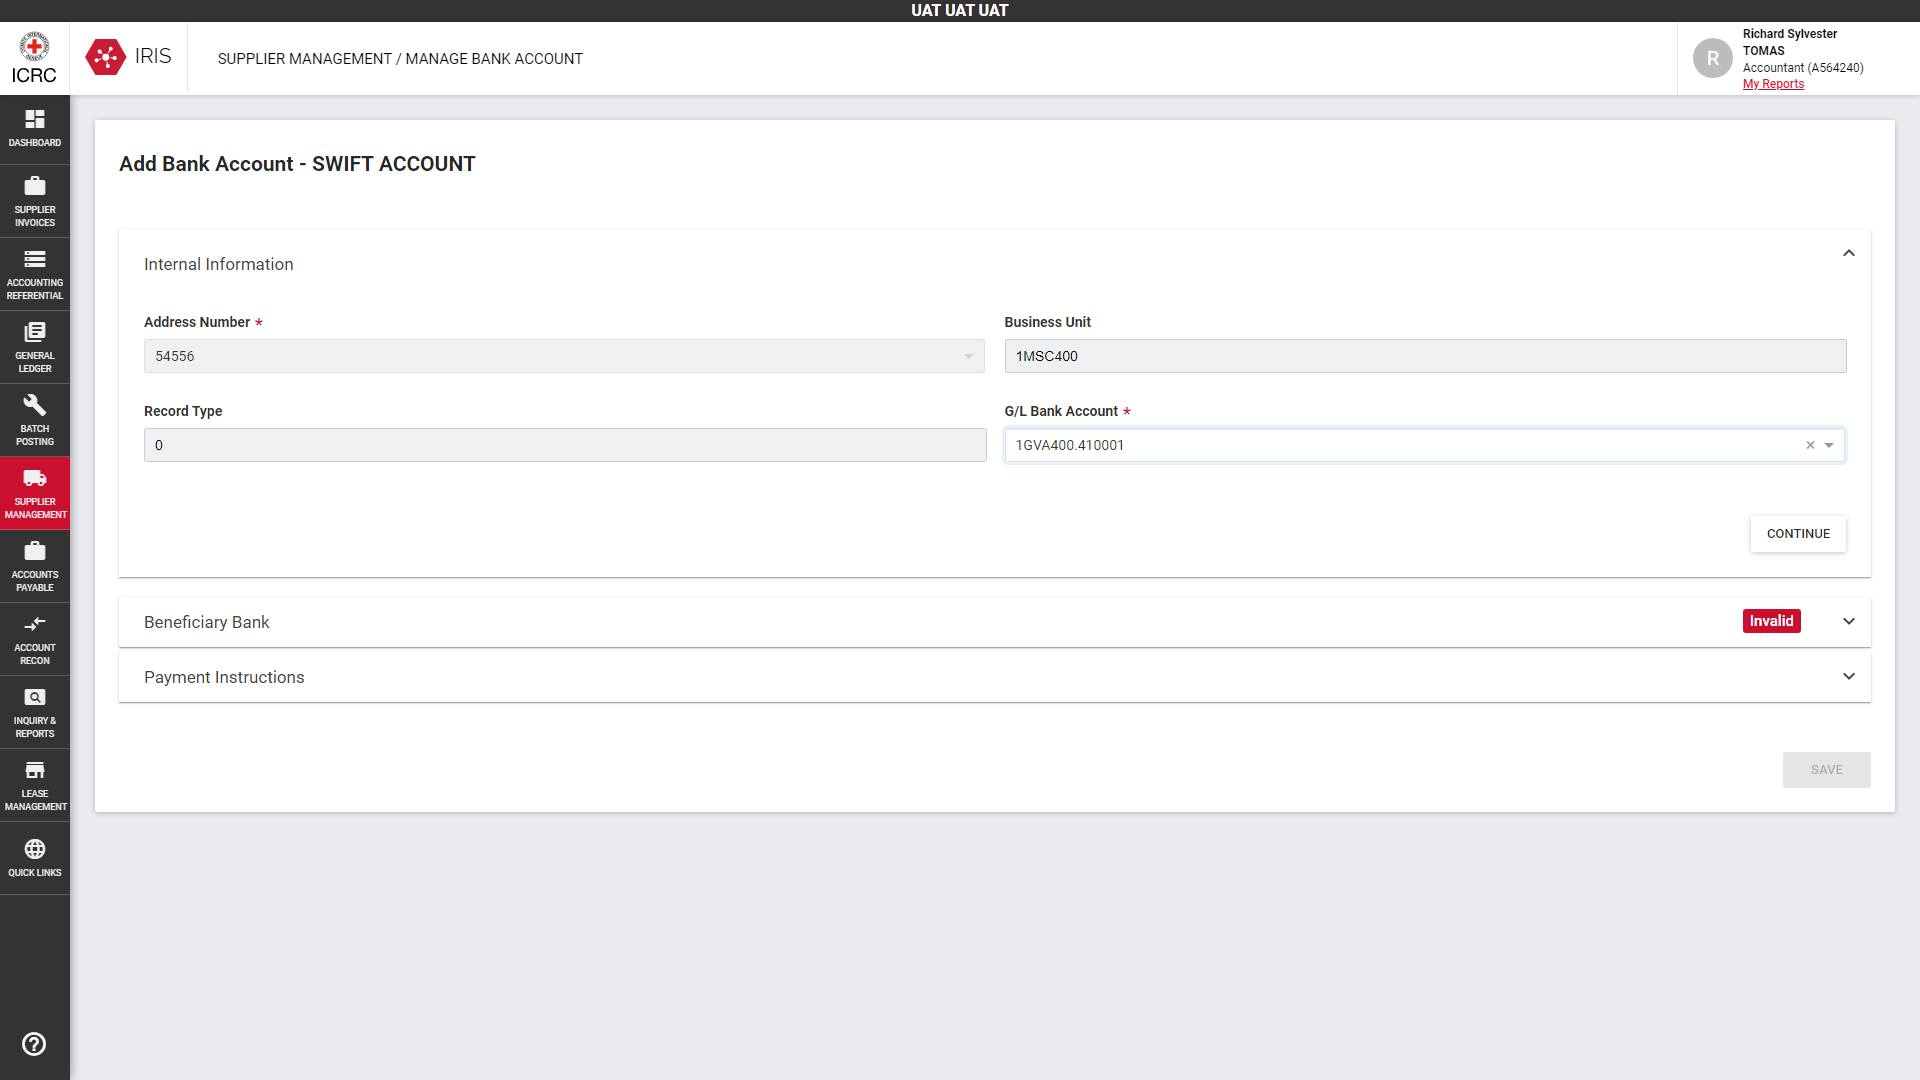 UAT UAT UAT
ICRC
IRIS
SUPPLIER MANAGEMENT / MANAGE BANK ACCOUNT
R
Richard Sylvester
TOMAS
Accountant (A564240)
My Reports
DASHBOARD
SUPPLIER
INVOICES
ACCOUNTING
REFERENTIAL
GENERAL
LEDGER
BATCH
POSTING
SUPPLIER
MANAGEMENT
ACCOUNTS
PAYABLE
ACCOUNT
RECON
INQUIRY &
REPORTS
LEASE
MANAGEMENT
QUICK LINKS
Add Bank Account - SWIFT ACCOUNT
Internal Information
Address Number *
54556
Business Unit
1MSC400
Record Type
0
G/L Bank Account *
1GVA400.410001
CONTINUE
Beneficiary Bank
Invalid
Payment Instructions
SAVE